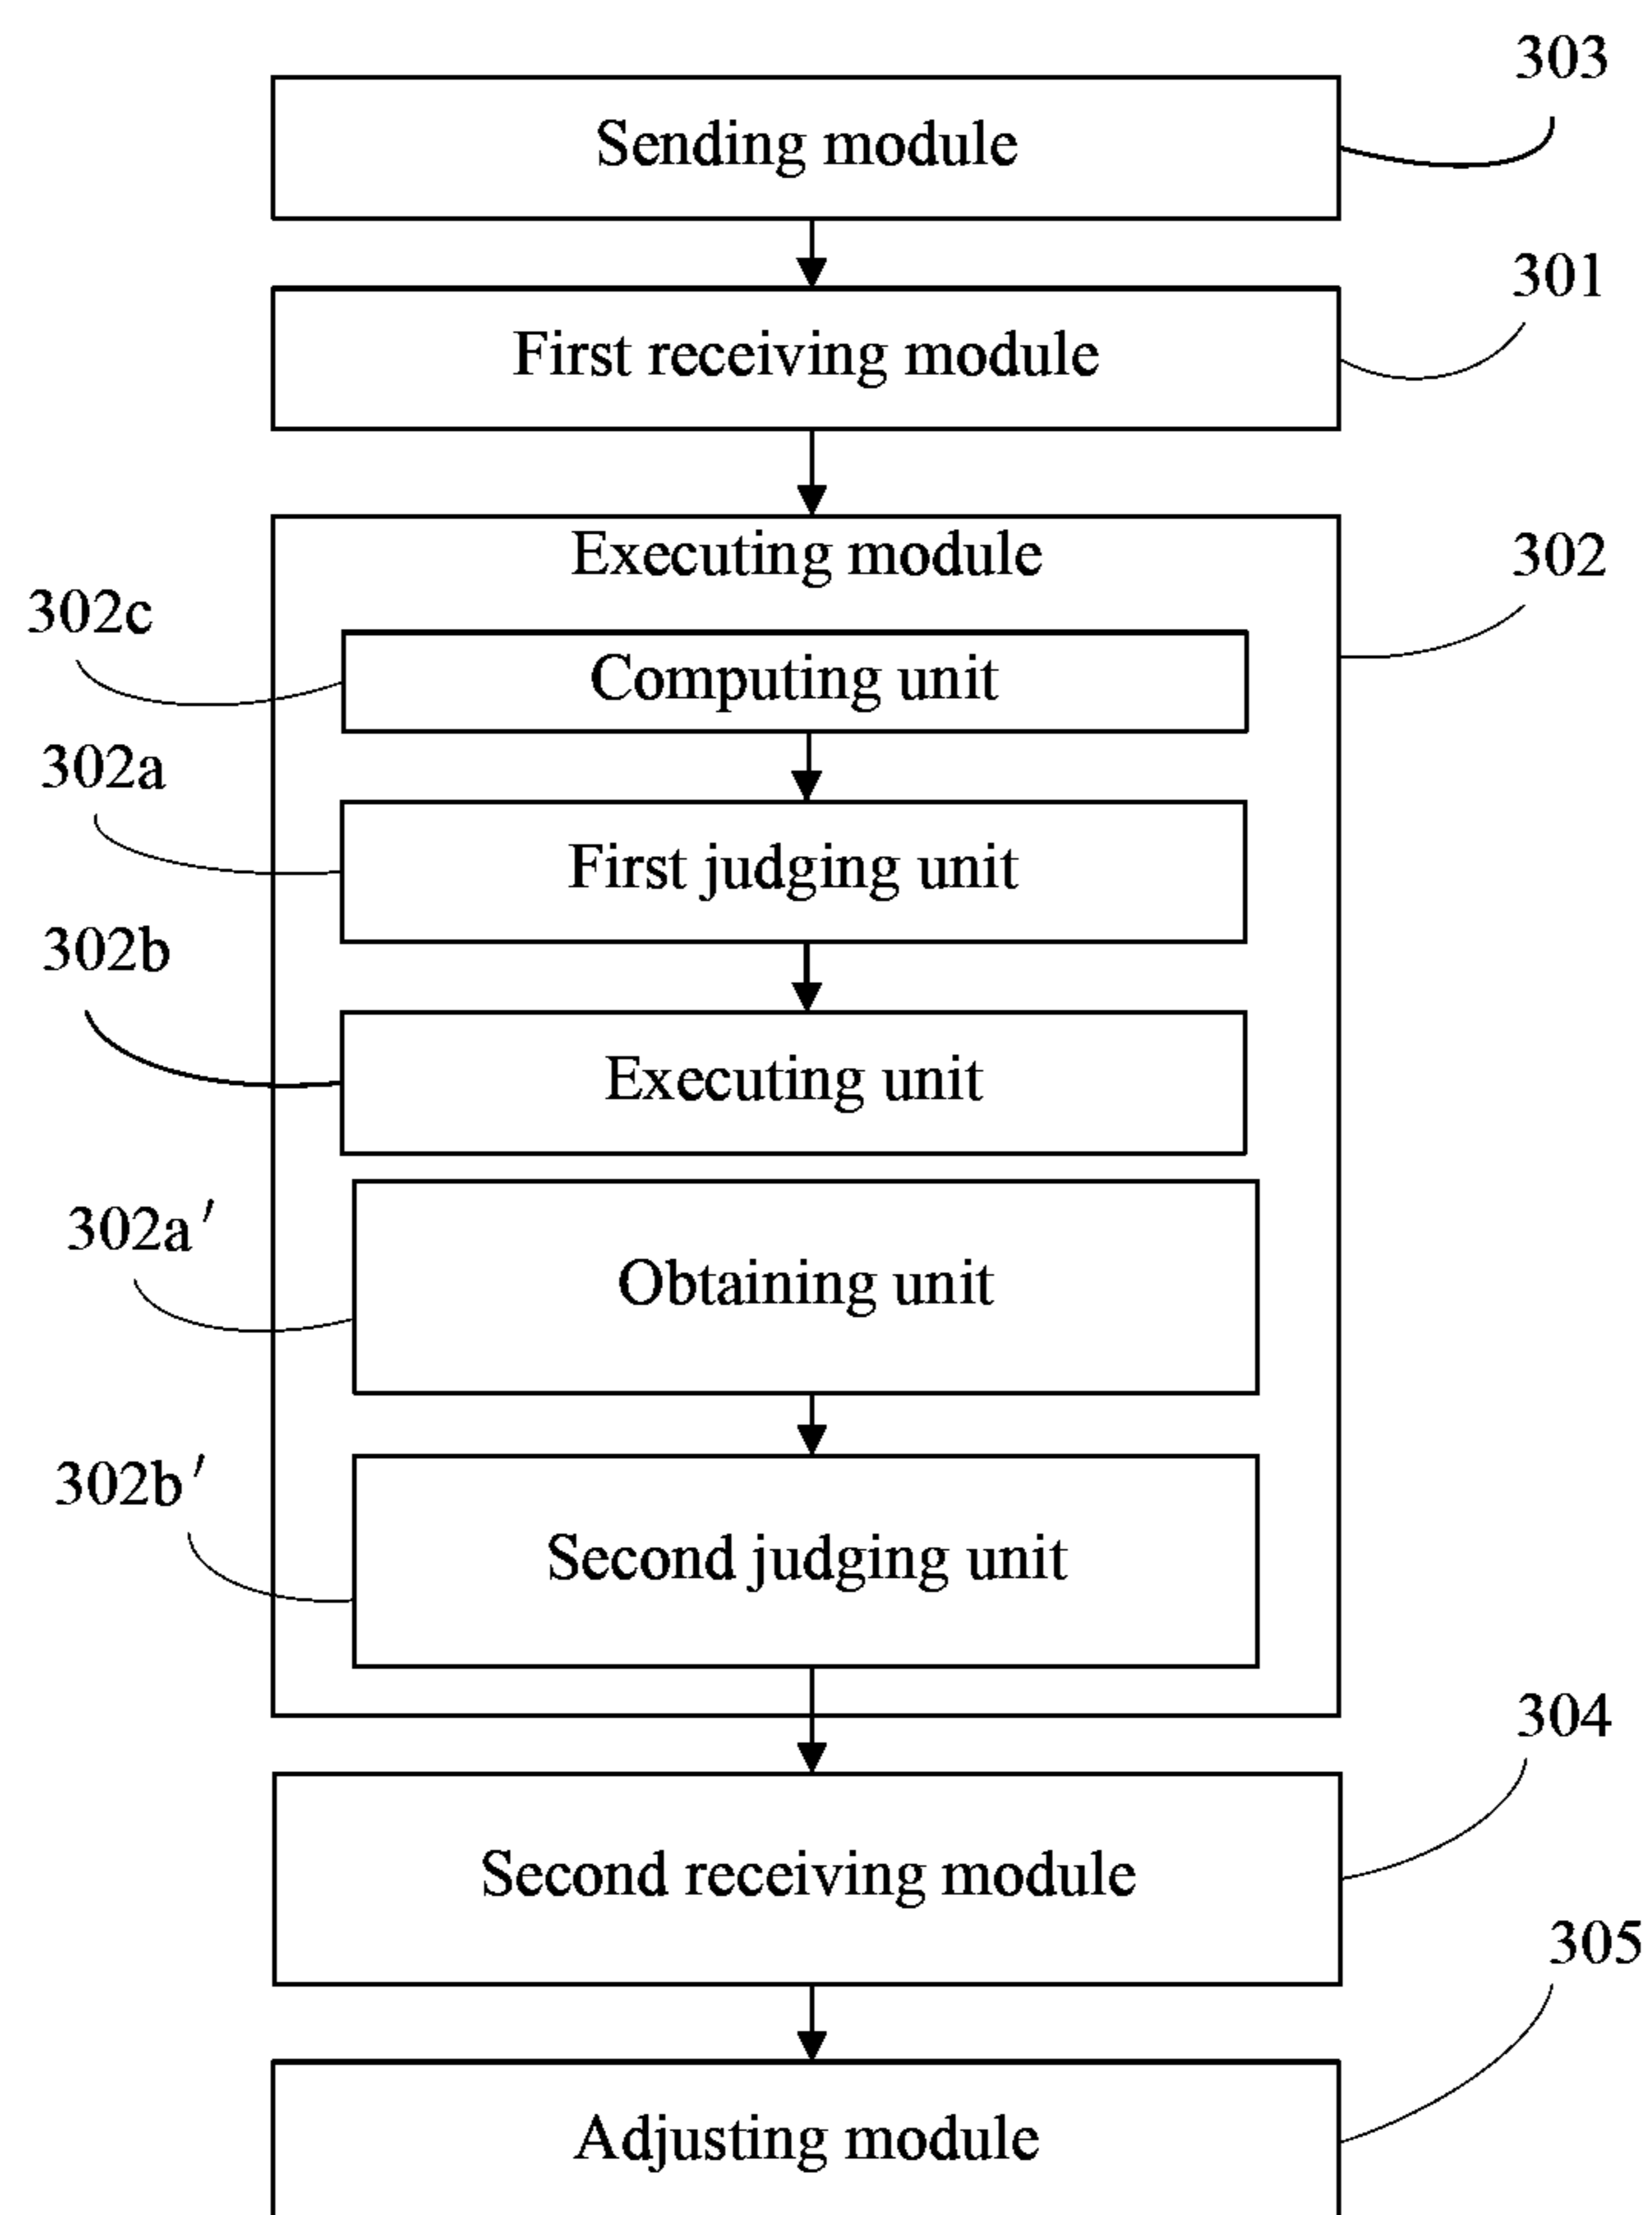 303
Sending module
301
First receiving module
Executing module
302
302c
Computing unit
302a
First judging unit
302b
Executing unit
302a′
Obtaining unit
302b′
Second judging unit
304
Second receiving module
305
Adjusting module